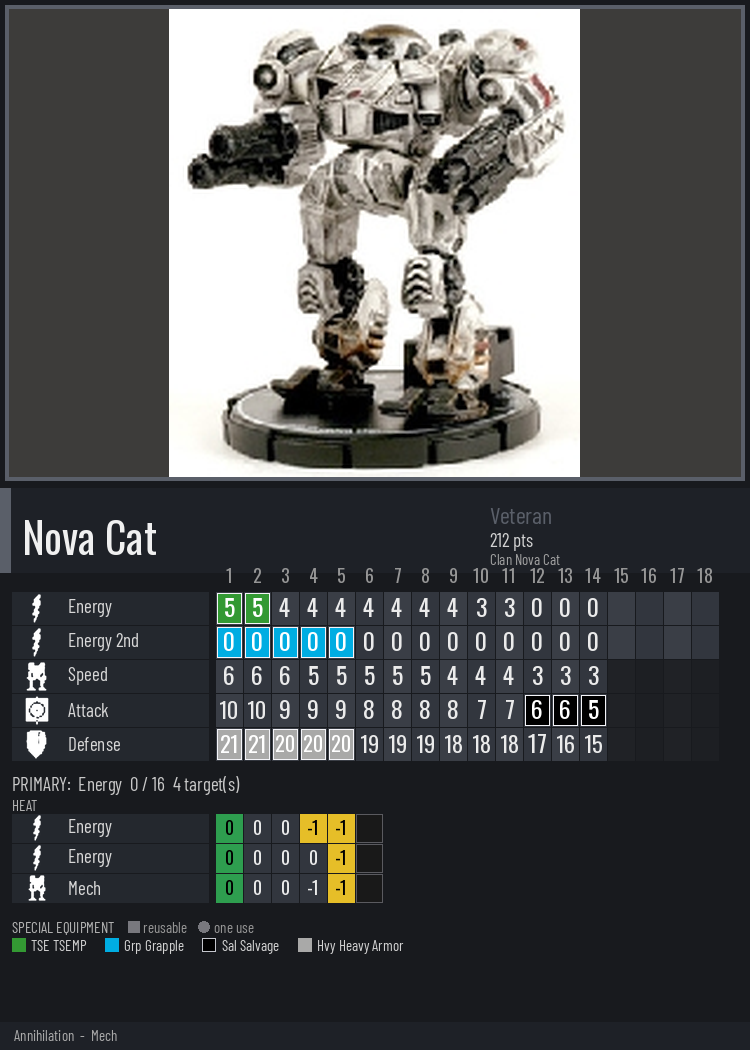 Nova Cat
Veteran
212 pts
Clan Nova Cat
1 2 3 4 5 6 7 8 9 10 11 12 13 14 15 16 17 18
Energy 5 5 4 4 4 4 4 4 4 3 3 0 0 0
Energy 2nd 0 0 0 0 0 0 0 0 0 0 0 0 0 0
Speed 6 6 6 5 5 5 5 5 4 4 4 3 3 3
Attack 10 10 9 9 9 8 8 8 8 7 7 6 6 5
Defense 21 21 20 20 20 19 19 19 18 18 18 17 16 15
PRIMARY: Energy 0 / 16 4 target(s)
HEAT
Energy 0 0 0 -1 -1
Energy 0 0 0 0 -1
Mech 0 0 0 -1 -1
SPECIAL EQUIPMENT reusable one use
TSE TSEMP Grp Grapple Sal Salvage Hvy Heavy Armor
Annihilation - Mech